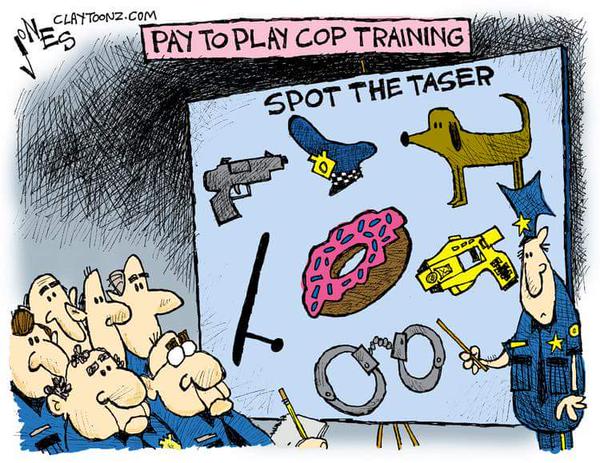 CLAYTOONZ.COM
JONES
PAY TO PLAY COP TRAINING
SPOT THE TASER